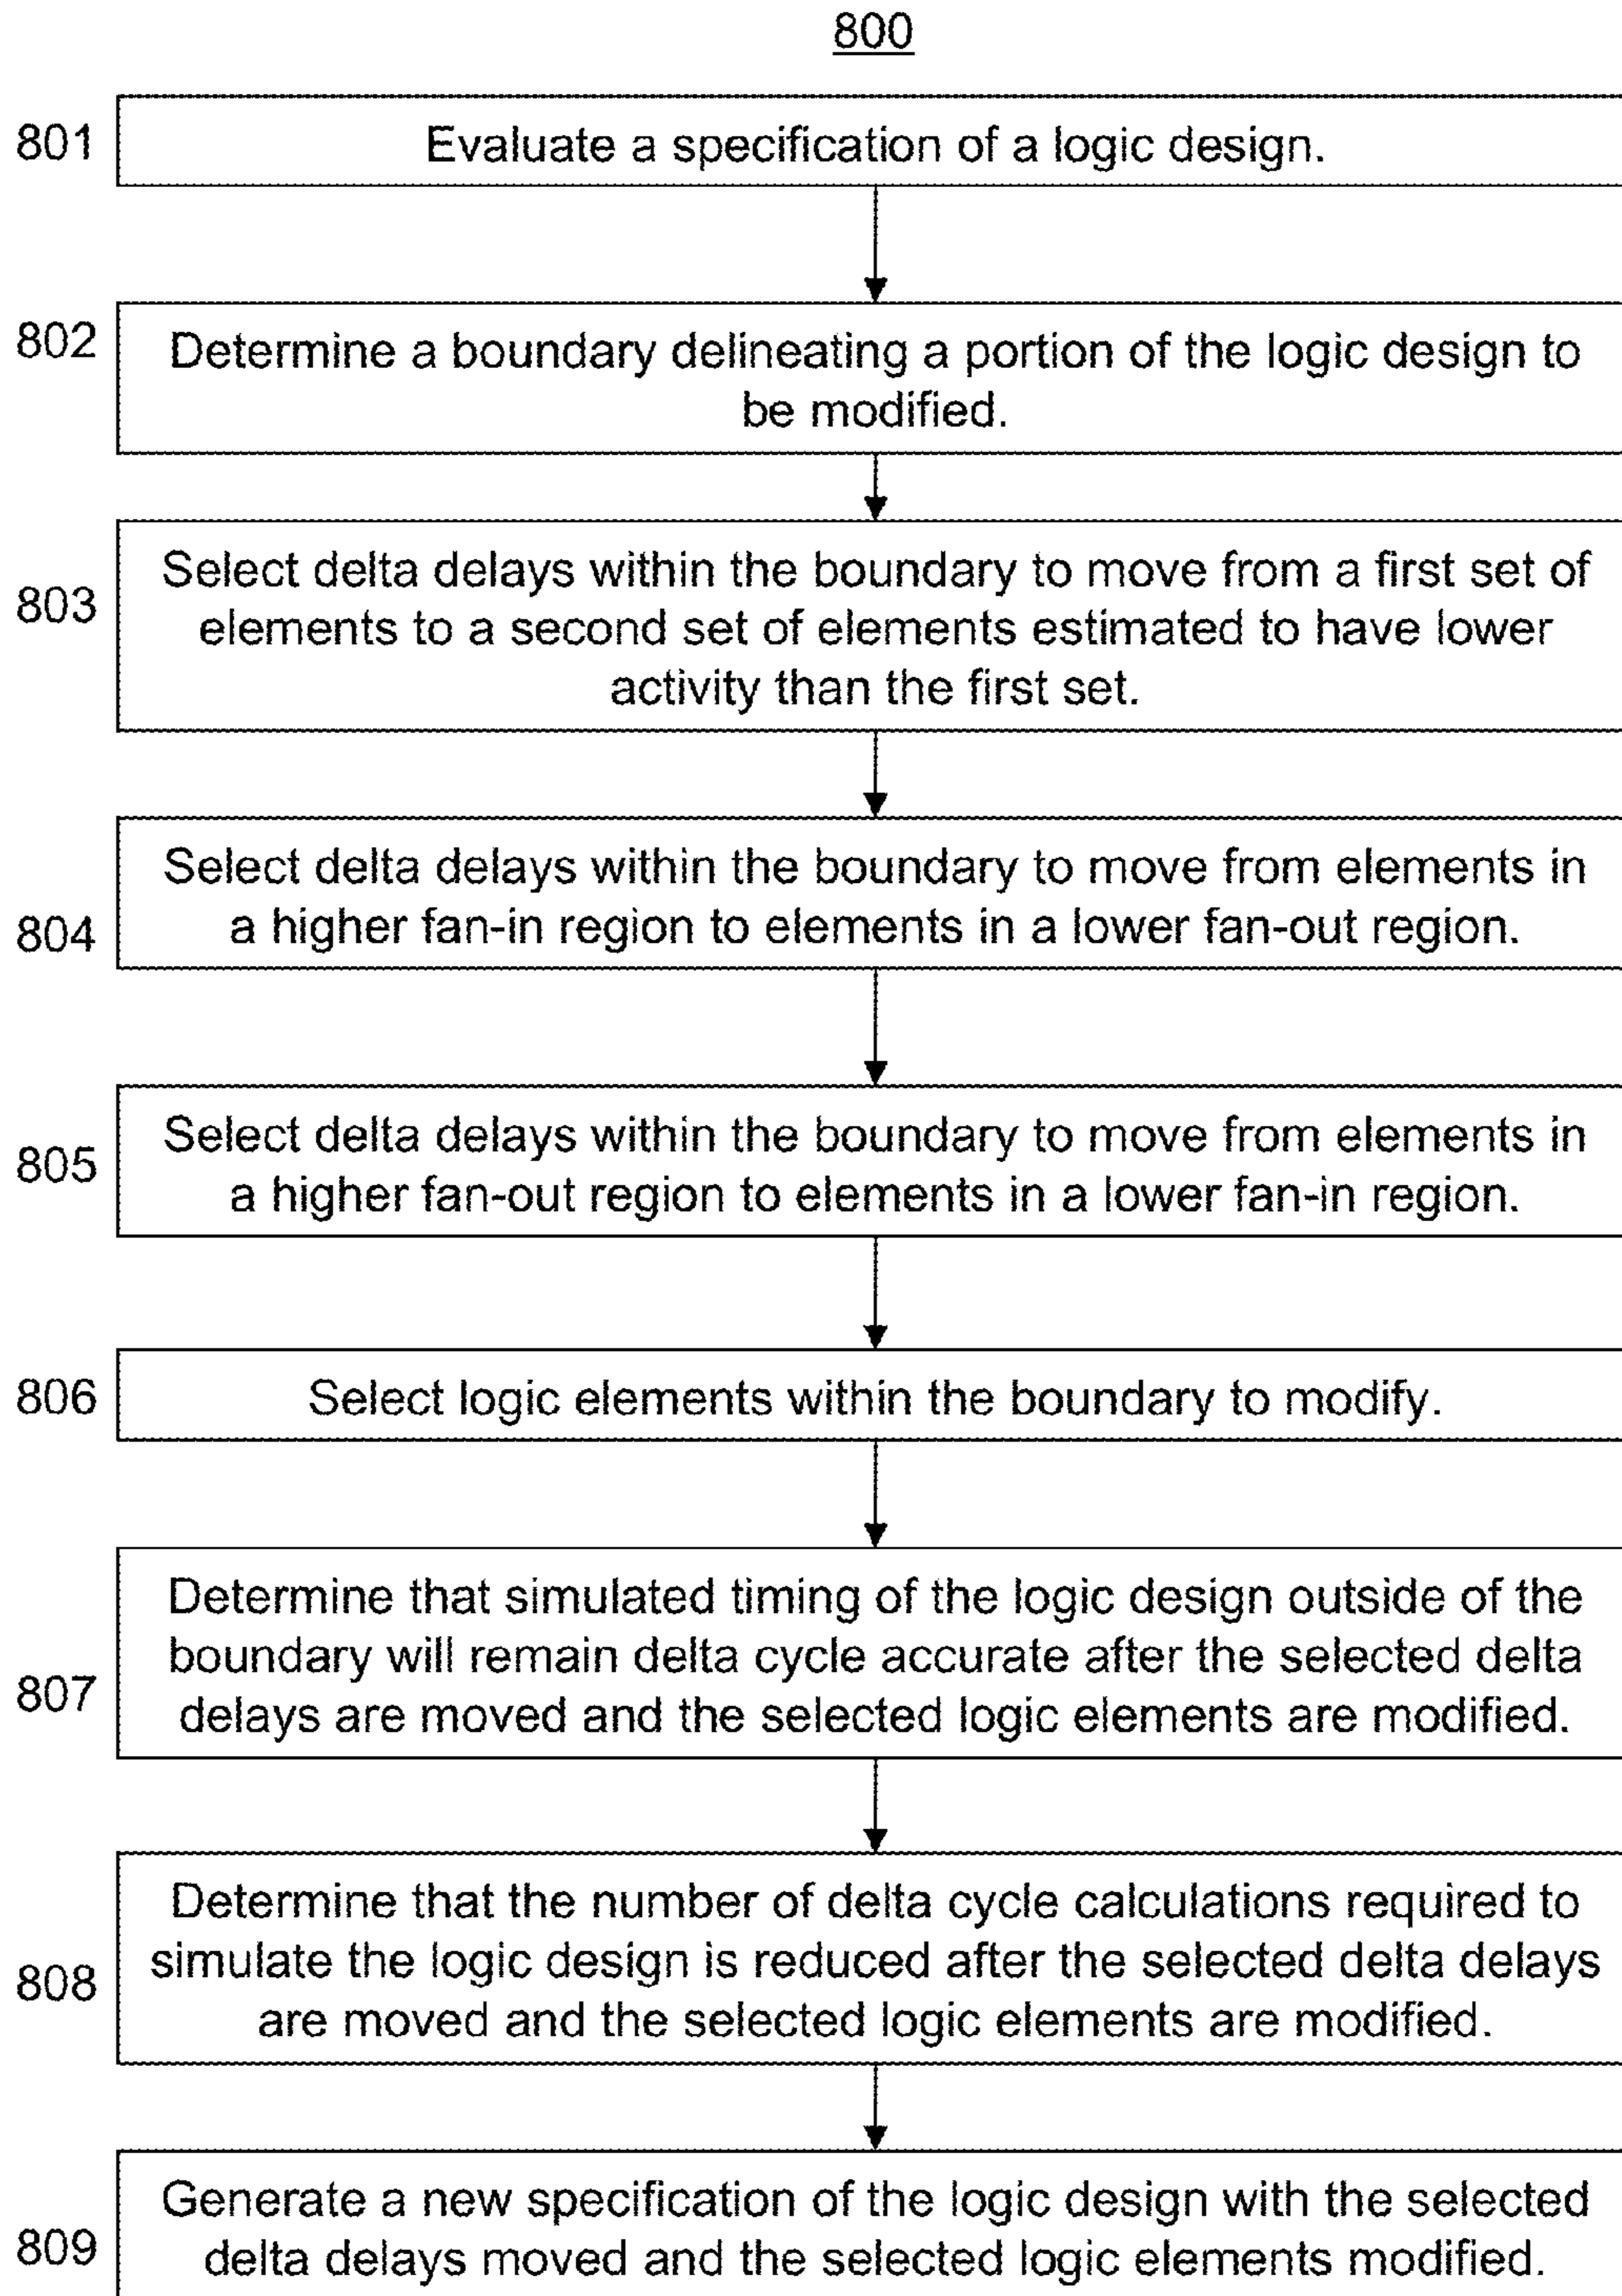 800
801
Evaluate a specification of a logic design.
802
Determine a boundary delineating a portion of the logic design to
be modified.
803
Select delta delays within the boundary to move from a first set of
elements to a second set of elements estimated to have lower
activity than the first set.
804
Select delta delays within the boundary to move from elements in
a higher fan-in region to elements in a lower fan-out region.
805
Select delta delays within the boundary to move from elements in
a higher fan-out region to elements in a lower fan-in region.
806
Select logic elements within the boundary to modify.
807
Determine that simulated timing of the logic design outside of the
boundary will remain delta cycle accurate after the selected delta
delays are moved and the selected logic elements are modified.
808
Determine that the number of delta cycle calculations required to
simulate the logic design is reduced after the selected delta delays
are moved and the selected logic elements are modified.
809
Generate a new specification of the logic design with the selected
delta delays moved and the selected logic elements modified.